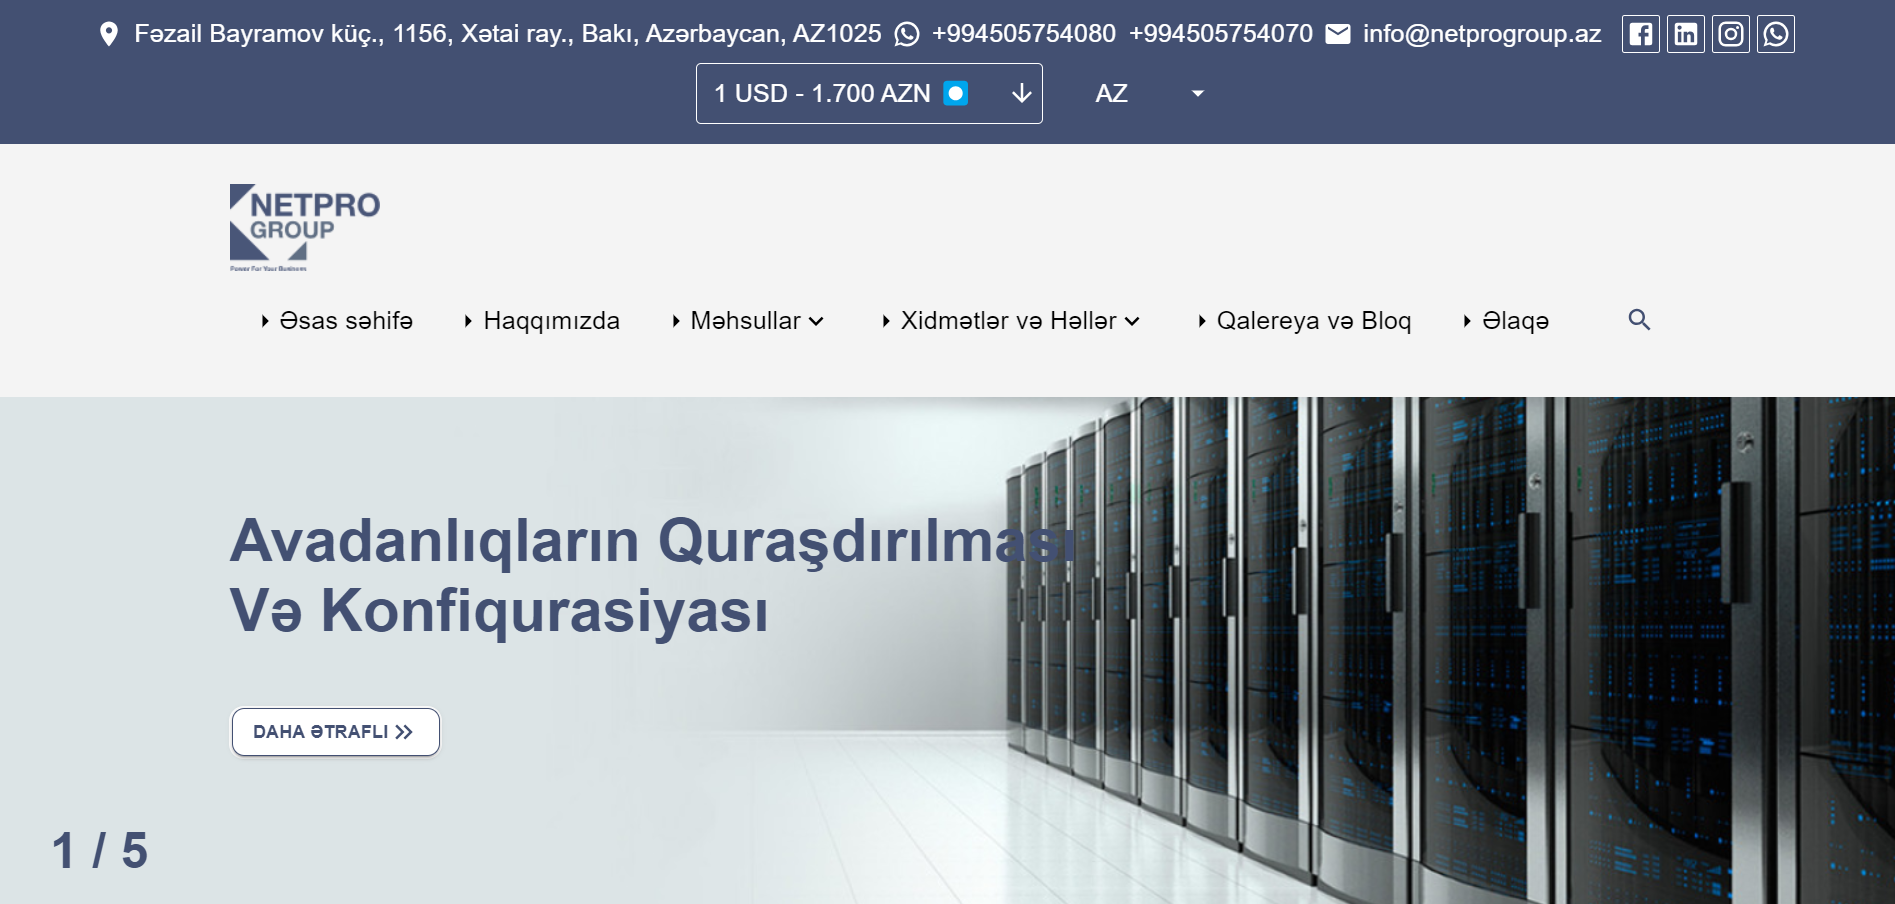 Fəzail Bayramov küç., 1156, Xətai ray., Bakı, Azərbaycan, AZ1025 +994505754080 +994505754070 info@netprogroup.az
1 USD - 1.700 AZN AZ
NETPRO
GROUP
Power For Your Business
Əsas səhifə Haqqımızda Məhsullar Xidmətlər və Həllər Qalereya və Bloq Əlaqə
Avadanlıqların Quraşdırılması
Və Konfiqurasiyası
DAHA ƏTRAFLI
1 / 5